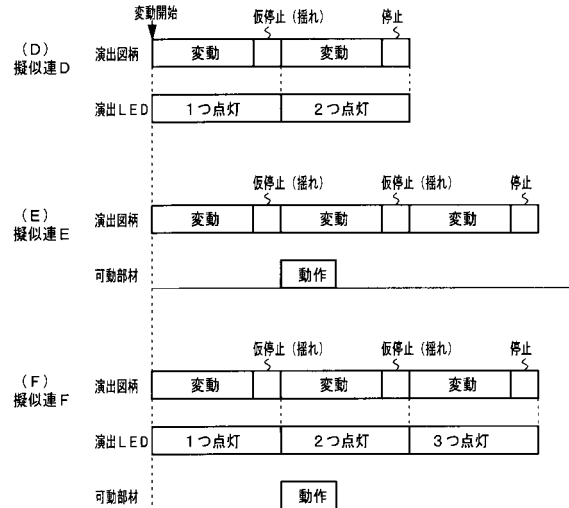 変動開始
仮停止（揺れ） 停止
（D）
擬似連D
演出図柄 変動 変動
演出LED 1つ点灯 2つ点灯
仮停止（揺れ） 仮停止（揺れ） 停止
（E）
擬似連E
演出図柄 変動 変動 変動
可動部材 動作
仮停止（揺れ） 仮停止（揺れ） 停止
（F）
擬似連F
演出図柄 変動 変動 変動
演出LED 1つ点灯 2つ点灯 3つ点灯
可動部材 動作